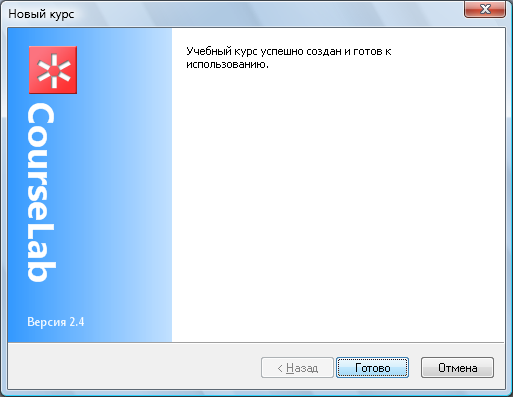 Новый курс
Учебный курс успешно создан и готов к
использованию.
CourseLab
Версия 2.4
< Назад
Готово
Отмена